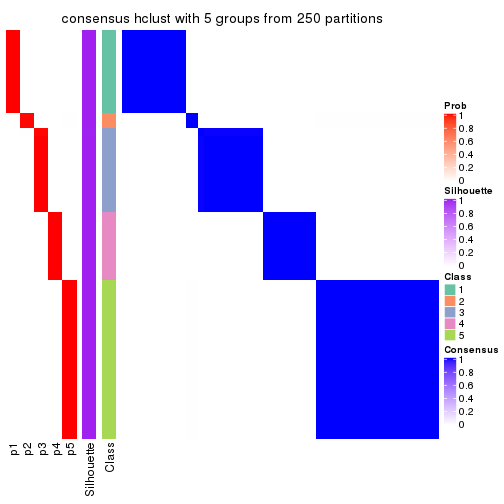 consensus hclust with 5 groups from 250 partitions
Prob
1
0.8
0.6
0.4
0.2
0
Silhouette
1
0.8
0.6
0.4
0.2
0
Class
1
2
3
4
5
Consensus
1
0.8
0.6
0.4
0.2
0
p1
p2
p3
p4
p5
Silhouette
Class